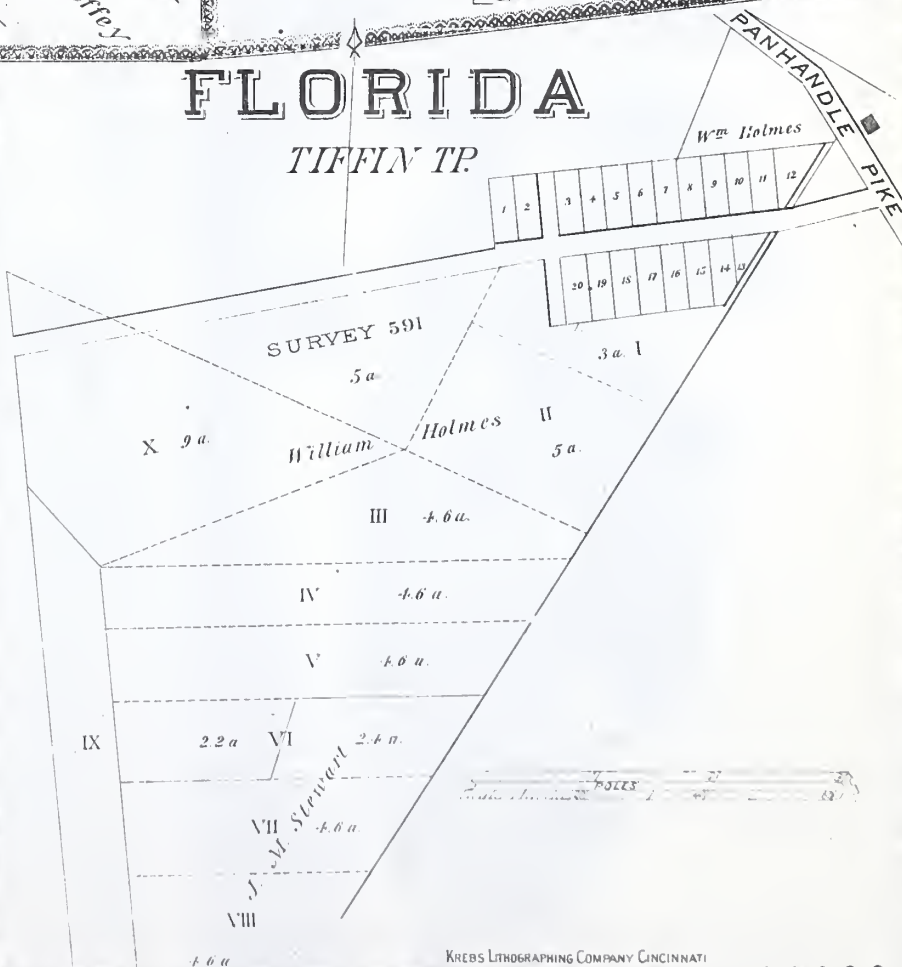 ffey
FLORIDA
TIFFIN TP.
PANHANDLE PIKE
Wm Holmes
1 2 3 4 5 6 7 8 9 10 11 12
20 19 18 17 16 15 14 13
SURVEY 591
5 a.
3 a. I
X 9 a.
William Holmes II
5 a.
III 4.6 a.
IV 4.6 a.
V 4.6 a.
IX
2.2 a VI 2.4 a.
J. M. Stewart
VII 4.6 a.
VIII
4.6 a
POLES
KREBS LITHOGRAPHING COMPANY CINCINNATI